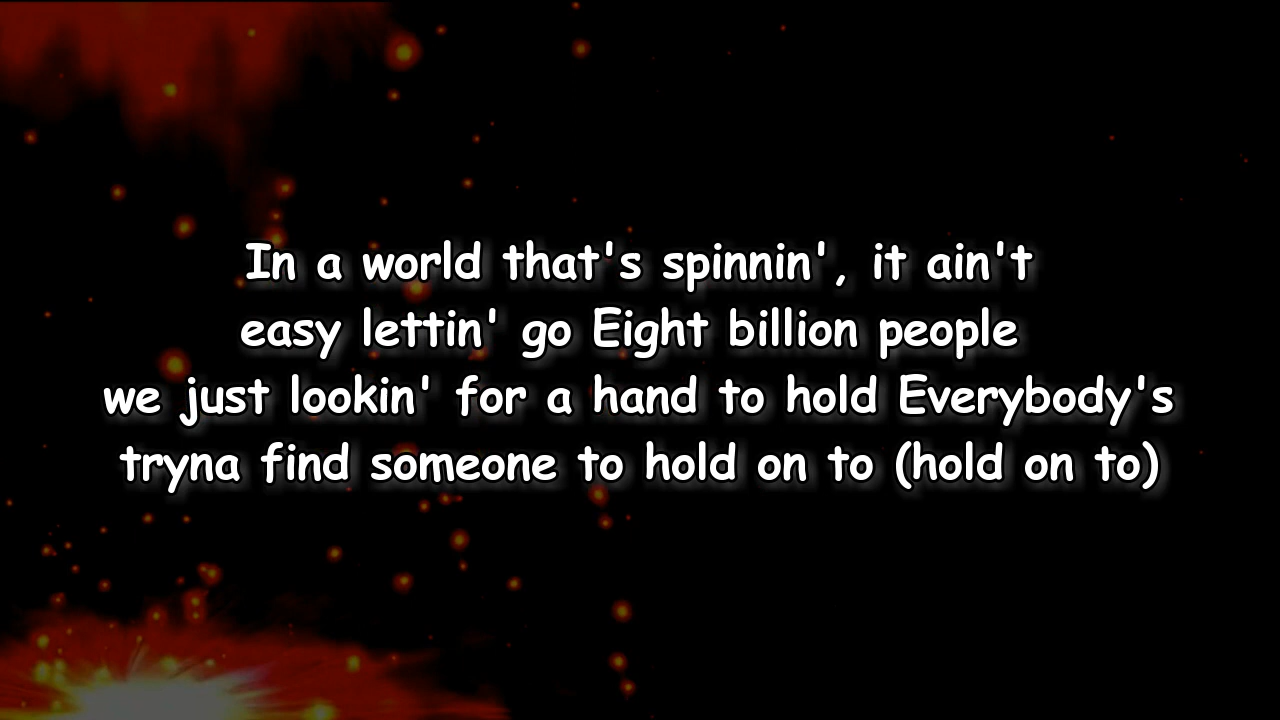 In a world that's spinnin', it ain't
easy lettin' go Eight billion people
we just lookin' for a hand to hold Everybody's
tryna find someone to hold on to (hold on to)